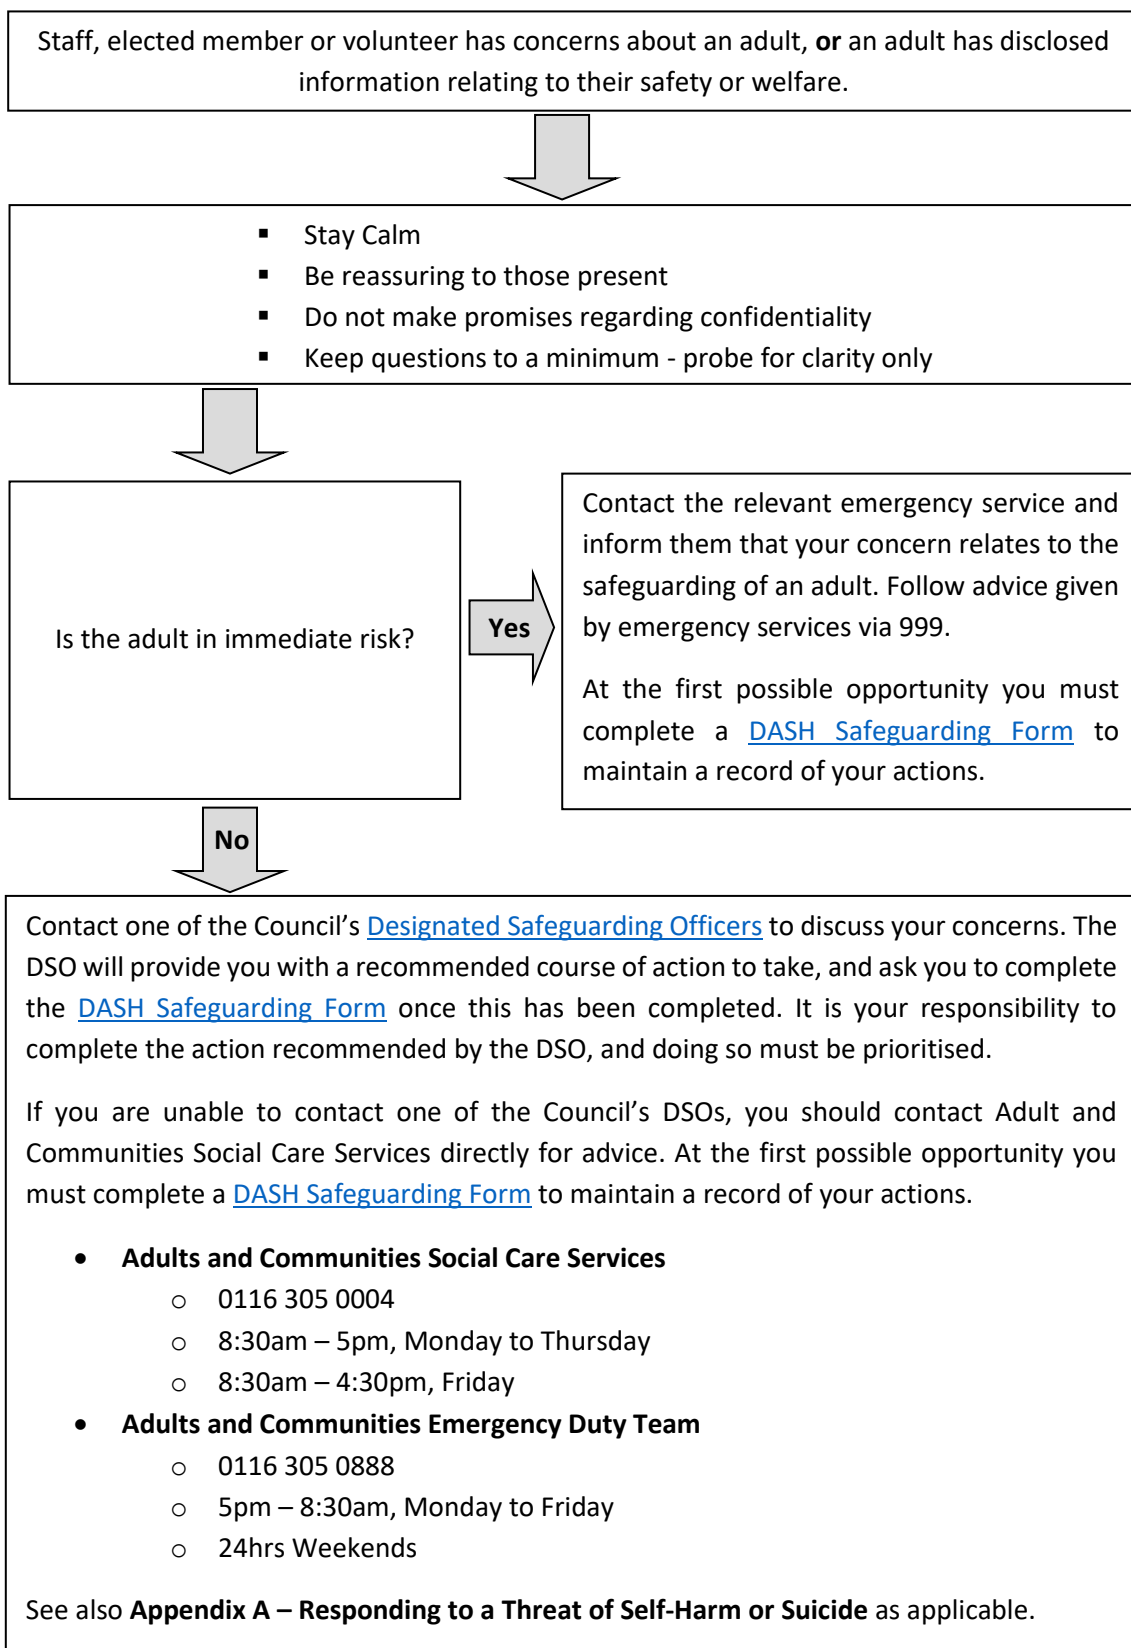 Staff, elected member or volunteer has concerns about an adult, or an adult has disclosed
information relating to their safety or welfare.
▪ Stay Calm
▪ Be reassuring to those present
▪ Do not make promises regarding confidentiality
▪ Keep questions to a minimum - probe for clarity only
Is the adult in immediate risk?
Yes
Contact the relevant emergency service and
inform them that your concern relates to the
safeguarding of an adult. Follow advice given
by emergency services via 999.
At the first possible opportunity you must
complete a DASH Safeguarding Form to
maintain a record of your actions.
No
Contact one of the Council’s Designated Safeguarding Officers to discuss your concerns. The
DSO will provide you with a recommended course of action to take, and ask you to complete
the DASH Safeguarding Form once this has been completed. It is your responsibility to
complete the action recommended by the DSO, and doing so must be prioritised.
If you are unable to contact one of the Council’s DSOs, you should contact Adult and
Communities Social Care Services directly for advice. At the first possible opportunity you
must complete a DASH Safeguarding Form to maintain a record of your actions.
• Adults and Communities Social Care Services
o 0116 305 0004
o 8:30am – 5pm, Monday to Thursday
o 8:30am – 4:30pm, Friday
• Adults and Communities Emergency Duty Team
o 0116 305 0888
o 5pm – 8:30am, Monday to Friday
o 24hrs Weekends
See also Appendix A – Responding to a Threat of Self-Harm or Suicide as applicable.